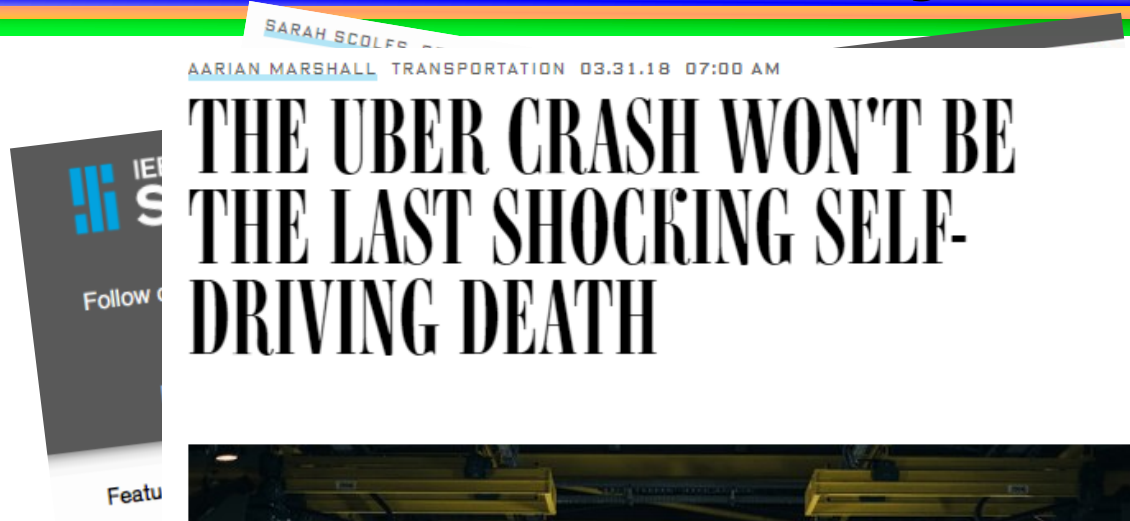 SARAH SCOLES
AARIAN MARSHALL TRANSPORTATION 03.31.18 07:00 AM
THE UBER CRASH WON'T BE
THE LAST SHOCKING SELF-
DRIVING DEATH
Follow